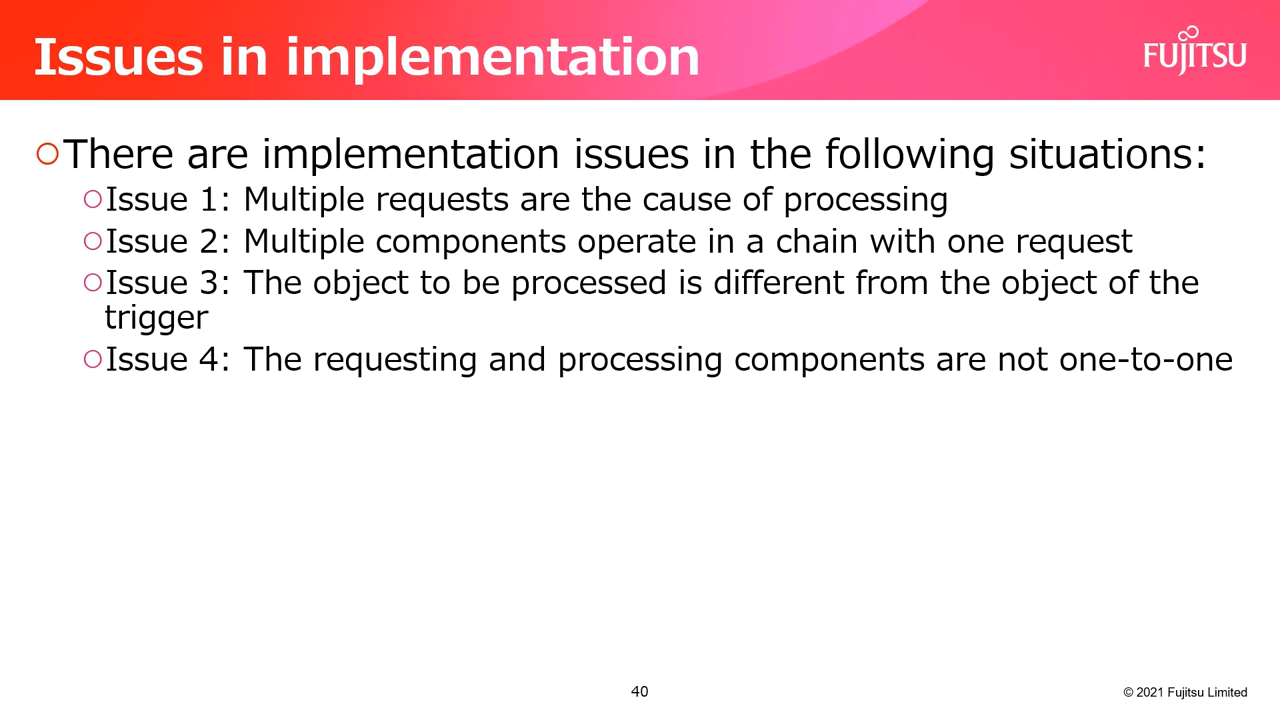 Issues in implementation
FUJITSU
There are implementation issues in the following situations:
Issue 1: Multiple requests are the cause of processing
Issue 2: Multiple components operate in a chain with one request
Issue 3: The object to be processed is different from the object of the
trigger
Issue 4: The requesting and processing components are not one-to-one
40
© 2021 Fujitsu Limited